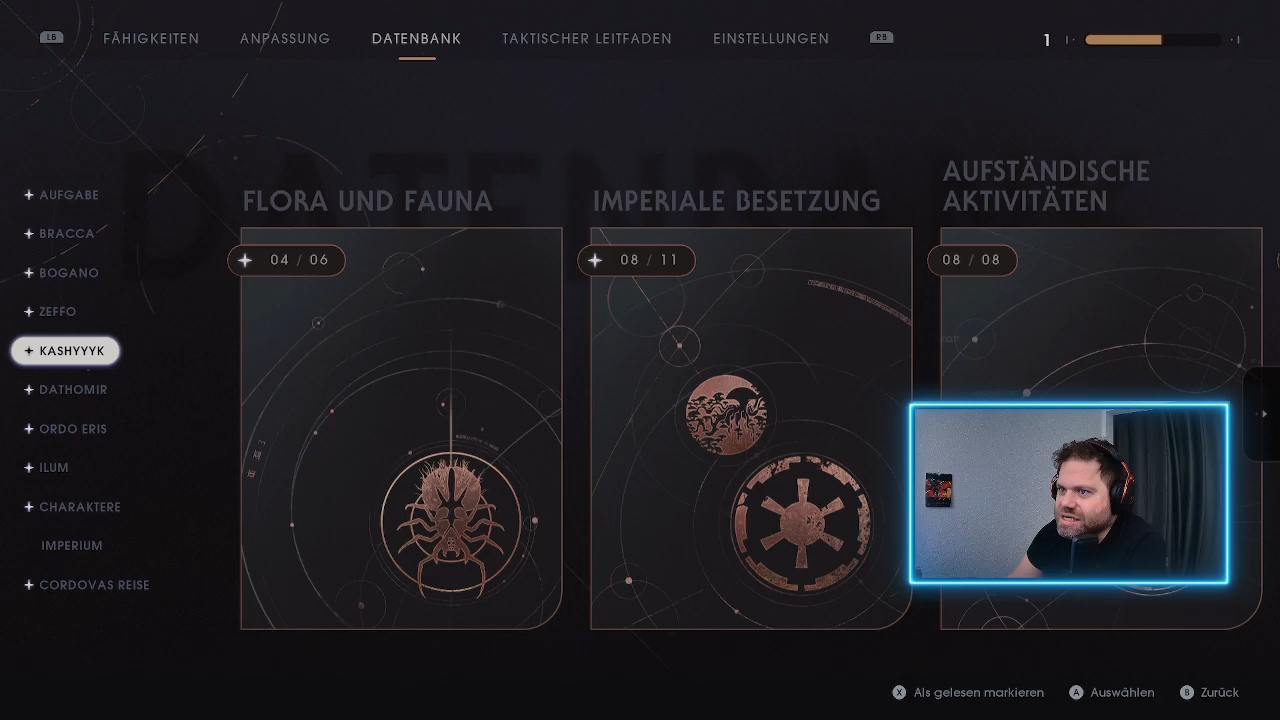 LB FÄHIGKEITEN ANPASSUNG DATENBANK TAKTISCHER LEITFADEN EINSTELLUNGEN RB 1
AUFGABE
BRACCA
BOGANO
ZEFFO
KASHYYYK
DATHOMIR
ORDO ERIS
ILUM
CHARAKTERE
IMPERIUM
CORDOVAS REISE
FLORA UND FAUNA
04 / 06
IMPERIALE BESETZUNG
08 / 11
AUFSTÄNDISCHE
AKTIVITÄTEN
08 / 08
X Als gelesen markieren A Auswählen B Zurück